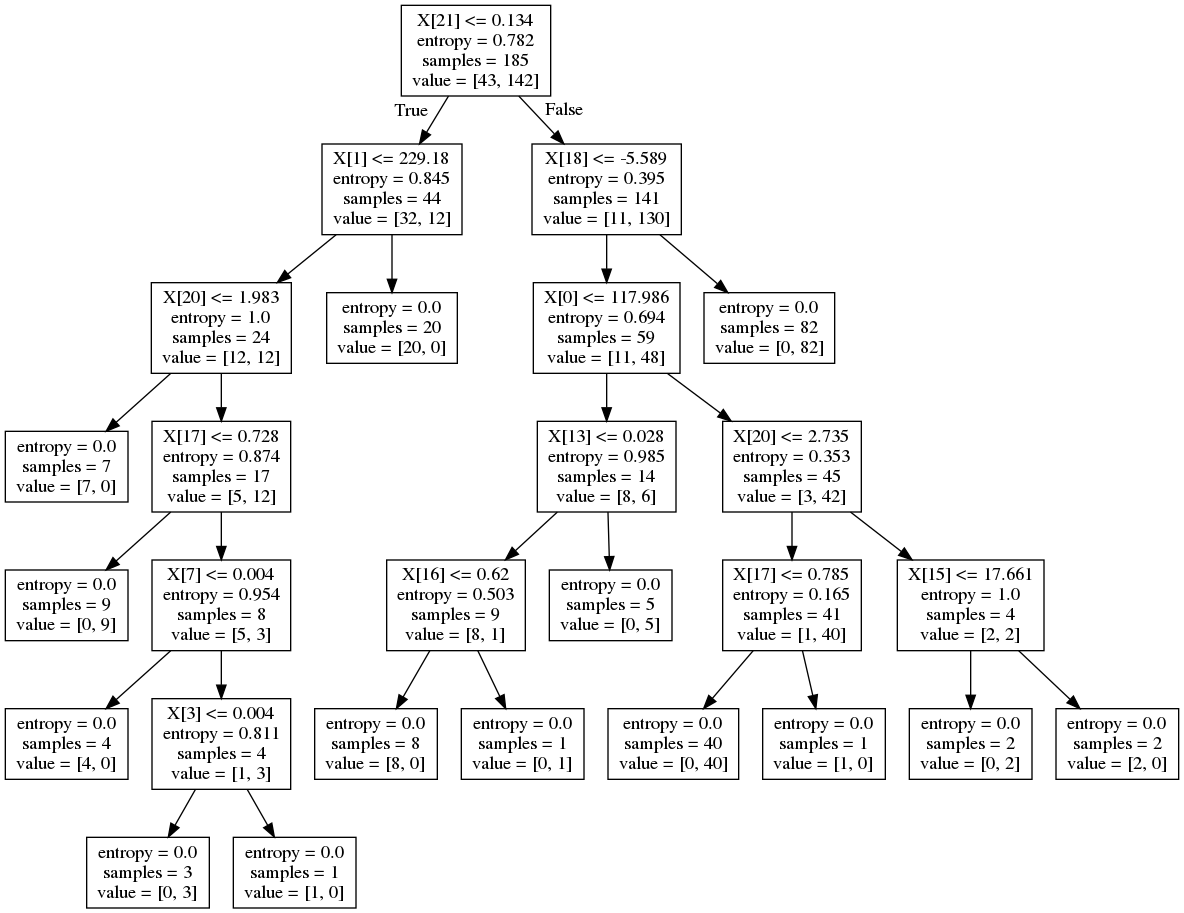 X[21] <= 0.134
entropy = 0.782
samples = 185
value = [43, 142]
True
False
X[1] <= 229.18
entropy = 0.845
samples = 44
value = [32, 12]
X[18] <= -5.589
entropy = 0.395
samples = 141
value = [11, 130]
X[20] <= 1.983
entropy = 1.0
samples = 24
value = [12, 12]
entropy = 0.0
samples = 20
value = [20, 0]
X[0] <= 117.986
entropy = 0.694
samples = 59
value = [11, 48]
entropy = 0.0
samples = 82
value = [0, 82]
entropy = 0.0
samples = 7
value = [7, 0]
X[17] <= 0.728
entropy = 0.874
samples = 17
value = [5, 12]
X[13] <= 0.028
entropy = 0.985
samples = 14
value = [8, 6]
X[20] <= 2.735
entropy = 0.353
samples = 45
value = [3, 42]
entropy = 0.0
samples = 9
value = [0, 9]
X[7] <= 0.004
entropy = 0.954
samples = 8
value = [5, 3]
X[16] <= 0.62
entropy = 0.503
samples = 9
value = [8, 1]
entropy = 0.0
samples = 5
value = [0, 5]
X[17] <= 0.785
entropy = 0.165
samples = 41
value = [1, 40]
X[15] <= 17.661
entropy = 1.0
samples = 4
value = [2, 2]
entropy = 0.0
samples = 4
value = [4, 0]
X[3] <= 0.004
entropy = 0.811
samples = 4
value = [1, 3]
entropy = 0.0
samples = 8
value = [8, 0]
entropy = 0.0
samples = 1
value = [0, 1]
entropy = 0.0
samples = 40
value = [0, 40]
entropy = 0.0
samples = 1
value = [1, 0]
entropy = 0.0
samples = 2
value = [0, 2]
entropy = 0.0
samples = 2
value = [2, 0]
entropy = 0.0
samples = 3
value = [0, 3]
entropy = 0.0
samples = 1
value = [1, 0]